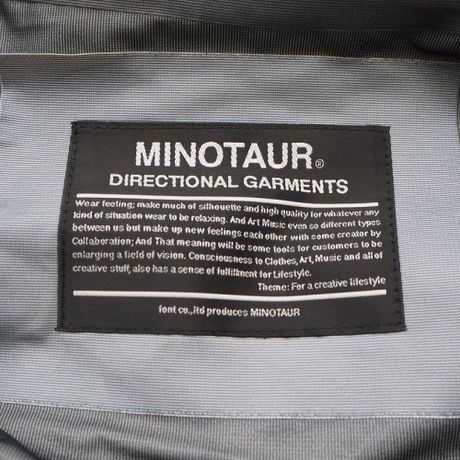 MINOTAUR®
DIRECTIONAL GARMENTS
Wear feeling; make much of silhouette and high quality for whatever any
kind of situation wear to be relaxing. And Art Music even so different types
between us but make up new feelings each other with some creator by
Collaboration; And That meaning will be some tools for customers to be
enlarging a field of vision. Consciousness to Clothes, Art, Music and all of
creative stuff, also has a sense of fulfillment for Lifestyle.
Theme: For a creative lifestyle
font co.,ltd produces MINOTAUR